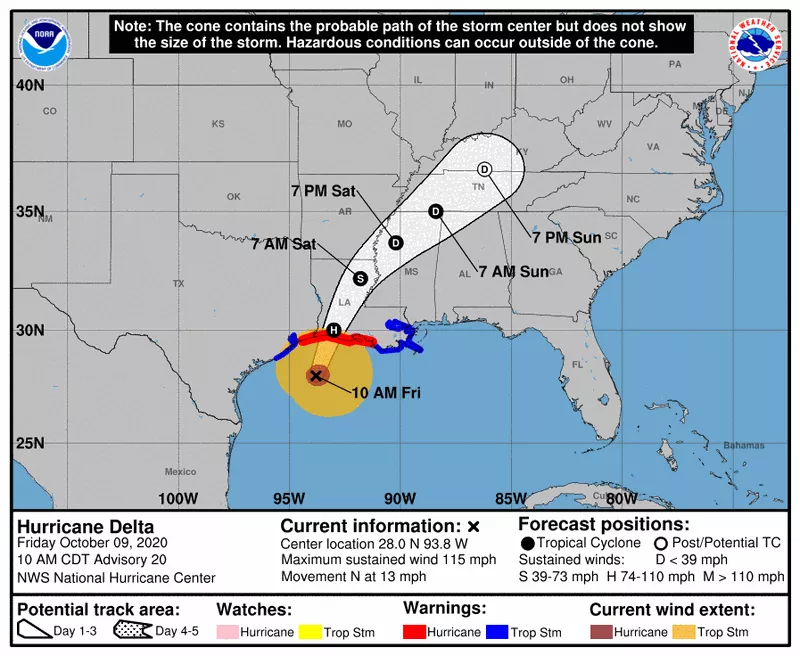 Note: The cone contains the probable path of the storm center but does not show
the size of the storm. Hazardous conditions can occur outside of the cone.
NOAA
NATIONAL WEATHER SERVICE
40N
35N
30N
25N
100W
95W
90W
85W
80W
CO
KS
MO
IL
IN
OH
PA
NJ
DE
WV
VA
KY
NM
OK
AR
TN
NC
SC
TX
LA
MS
AL
GA
FL
Mexico
Bahamas
7 PM Sat
7 AM Sat
7 PM Sun
7 AM Sun
10 AM Fri
D
D
D
S
H
Hurricane Delta
Friday October 09, 2020
10 AM CDT Advisory 20
NWS National Hurricane Center
Current information:
Center location 28.0 N 93.8 W
Maximum sustained wind 115 mph
Movement N at 13 mph
Forecast positions:
Tropical Cyclone Post/Potential TC
Sustained winds: D < 39 mph
S 39-73 mph H 74-110 mph M > 110 mph
Potential track area:
Day 1-3 Day 4-5
Watches:
Hurricane Trop Stm
Warnings:
Hurricane Trop Stm
Current wind extent:
Hurricane Trop Stm